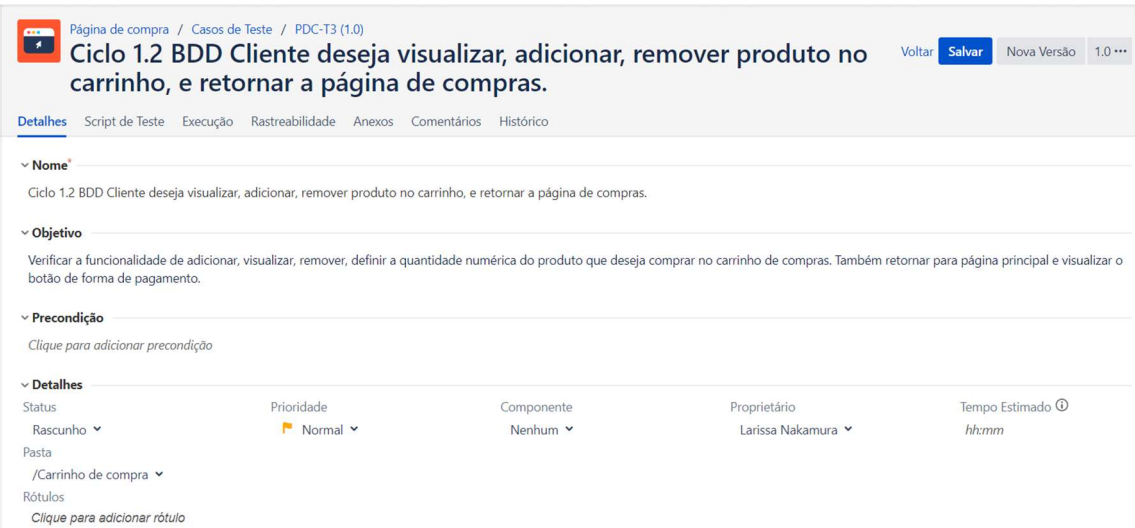 Página de compra / Casos de Teste / PDC-T3 (1.0)
Ciclo 1.2 BDD Cliente deseja visualizar, adicionar, remover produto no
carrinho, e retornar a página de compras.
Voltar Salvar Nova Versão 1.0 ···
Detalhes Script de Teste Execução Rastreabilidade Anexos Comentários Histórico
Nome*
Ciclo 1.2 BDD Cliente deseja visualizar, adicionar, remover produto no carrinho, e retornar a página de compras.
Objetivo
Verificar a funcionalidade de adicionar, visualizar, remover, definir a quantidade numérica do produto que deseja comprar no carrinho de compras. Também retornar para página principal e visualizar o
botão de forma de pagamento.
Precondição
Clique para adicionar precondição
Detalhes
Status Prioridade Componente Proprietário Tempo Estimado
Rascunho Normal Nenhum Larissa Nakamura hh:mm
Pasta
/Carrinho de compra
Rótulos
Clique para adicionar rótulo